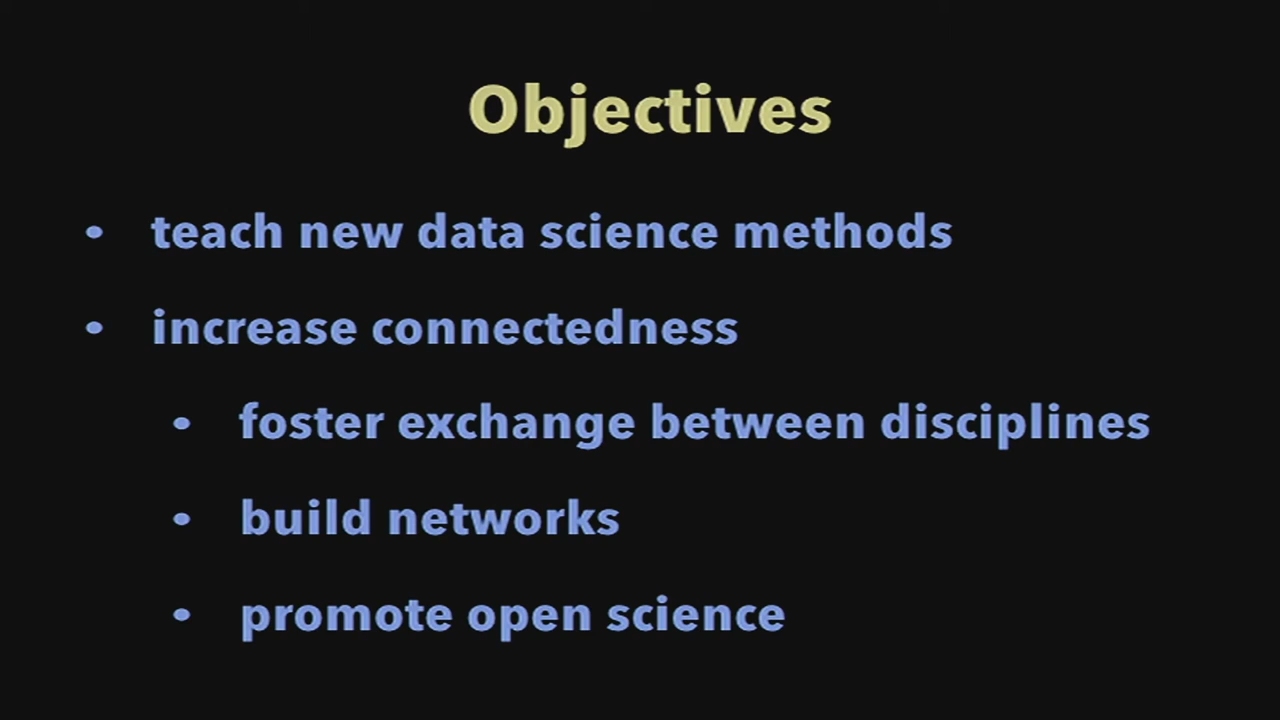 Objectives
• teach new data science methods
• increase connectedness
• foster exchange between disciplines
• build networks
• promote open science